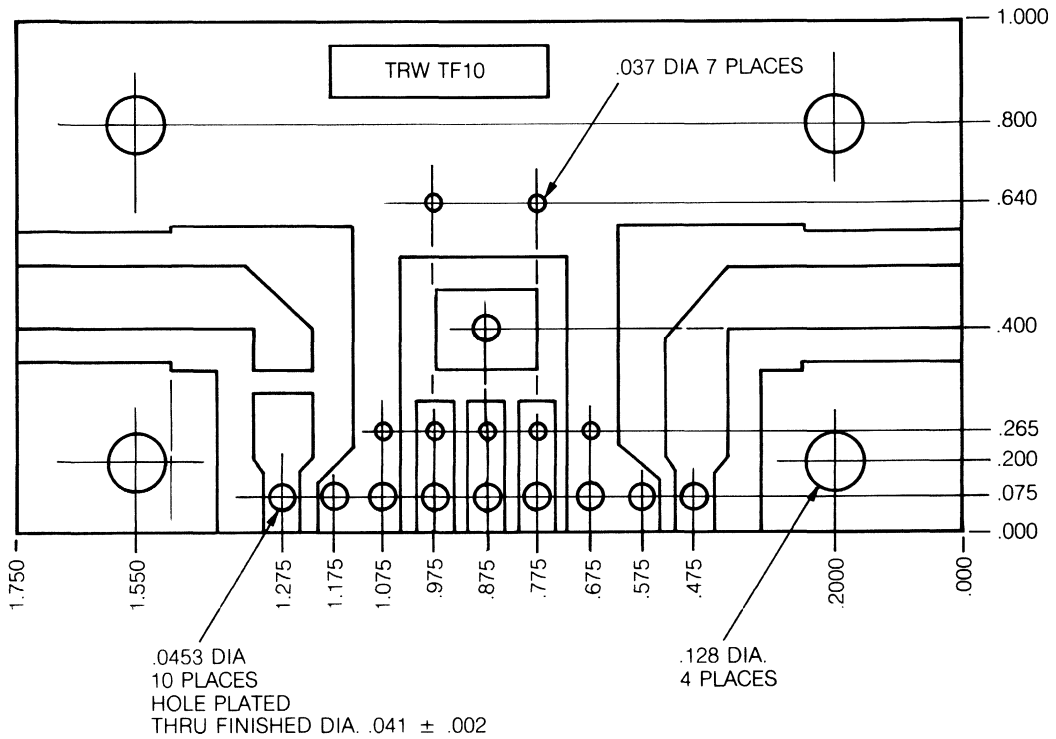 1.000
TRW TF10
.037 DIA 7 PLACES
.800
.640
.400
.265
.200
.075
.000
1.750
1.550
1.275
1.175
1.075
.975
.875
.775
.675
.575
.475
.2000
.000
.0453 DIA
10 PLACES
HOLE PLATED
THRU FINISHED DIA. .041 ± .002
.128 DIA.
4 PLACES